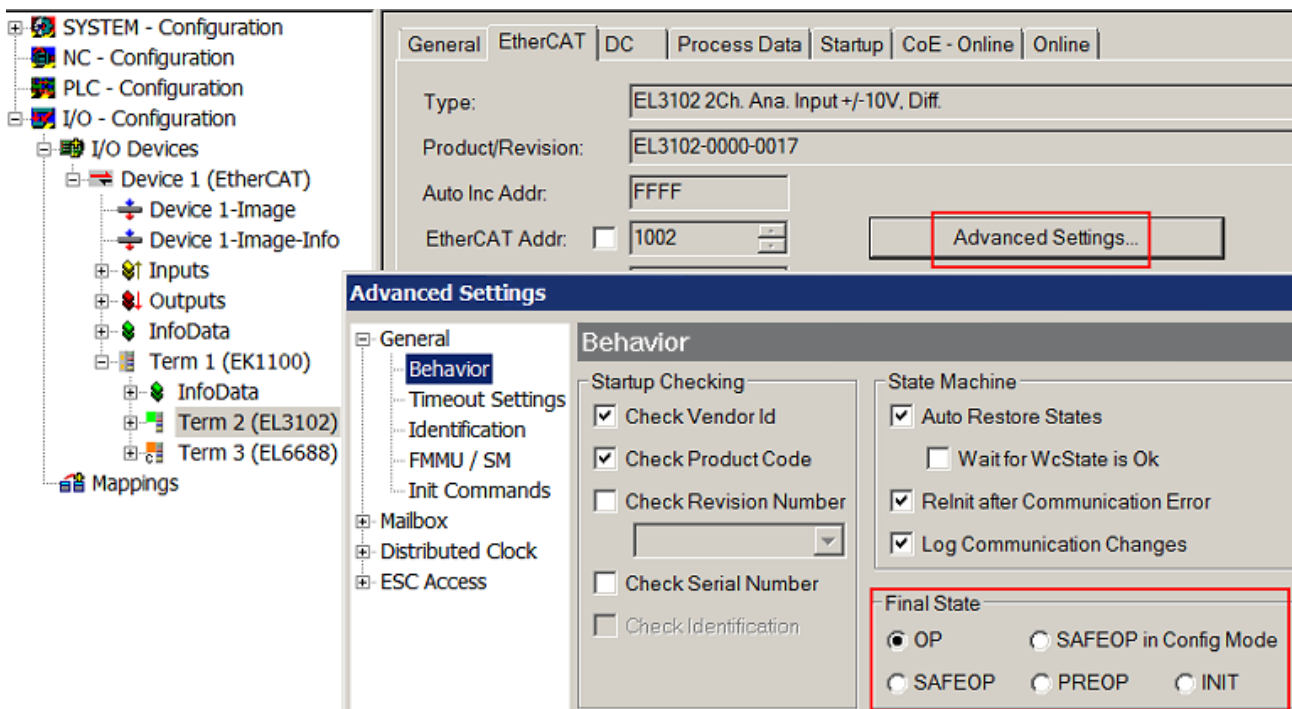 SYSTEM - Configuration
NC - Configuration
PLC - Configuration
I/O - Configuration
I/O Devices
Device 1 (EtherCAT)
Device 1-Image
Device 1-Image-Info
Inputs
Outputs
InfoData
Term 1 (EK1100)
InfoData
Term 2 (EL3102)
Term 3 (EL6688)
Mappings
General EtherCAT DC Process Data Startup CoE - Online Online
Type: EL3102 2Ch. Ana. Input +/-10V, Diff.
Product/Revision: EL3102-0000-0017
Auto Inc Addr: FFFF
EtherCAT Addr: 1002 Advanced Settings...
Advanced Settings
General
Behavior
Timeout Settings
Identification
FMMU / SM
Init Commands
Mailbox
Distributed Clock
ESC Access
Behavior
Startup Checking
Check Vendor Id
Check Product Code
Check Revision Number
Check Serial Number
Check Identification
State Machine
Auto Restore States
Wait for WcState is Ok
ReInit after Communication Error
Log Communication Changes
Final State
OP SAFEOP in Config Mode
SAFEOP PREOP INIT